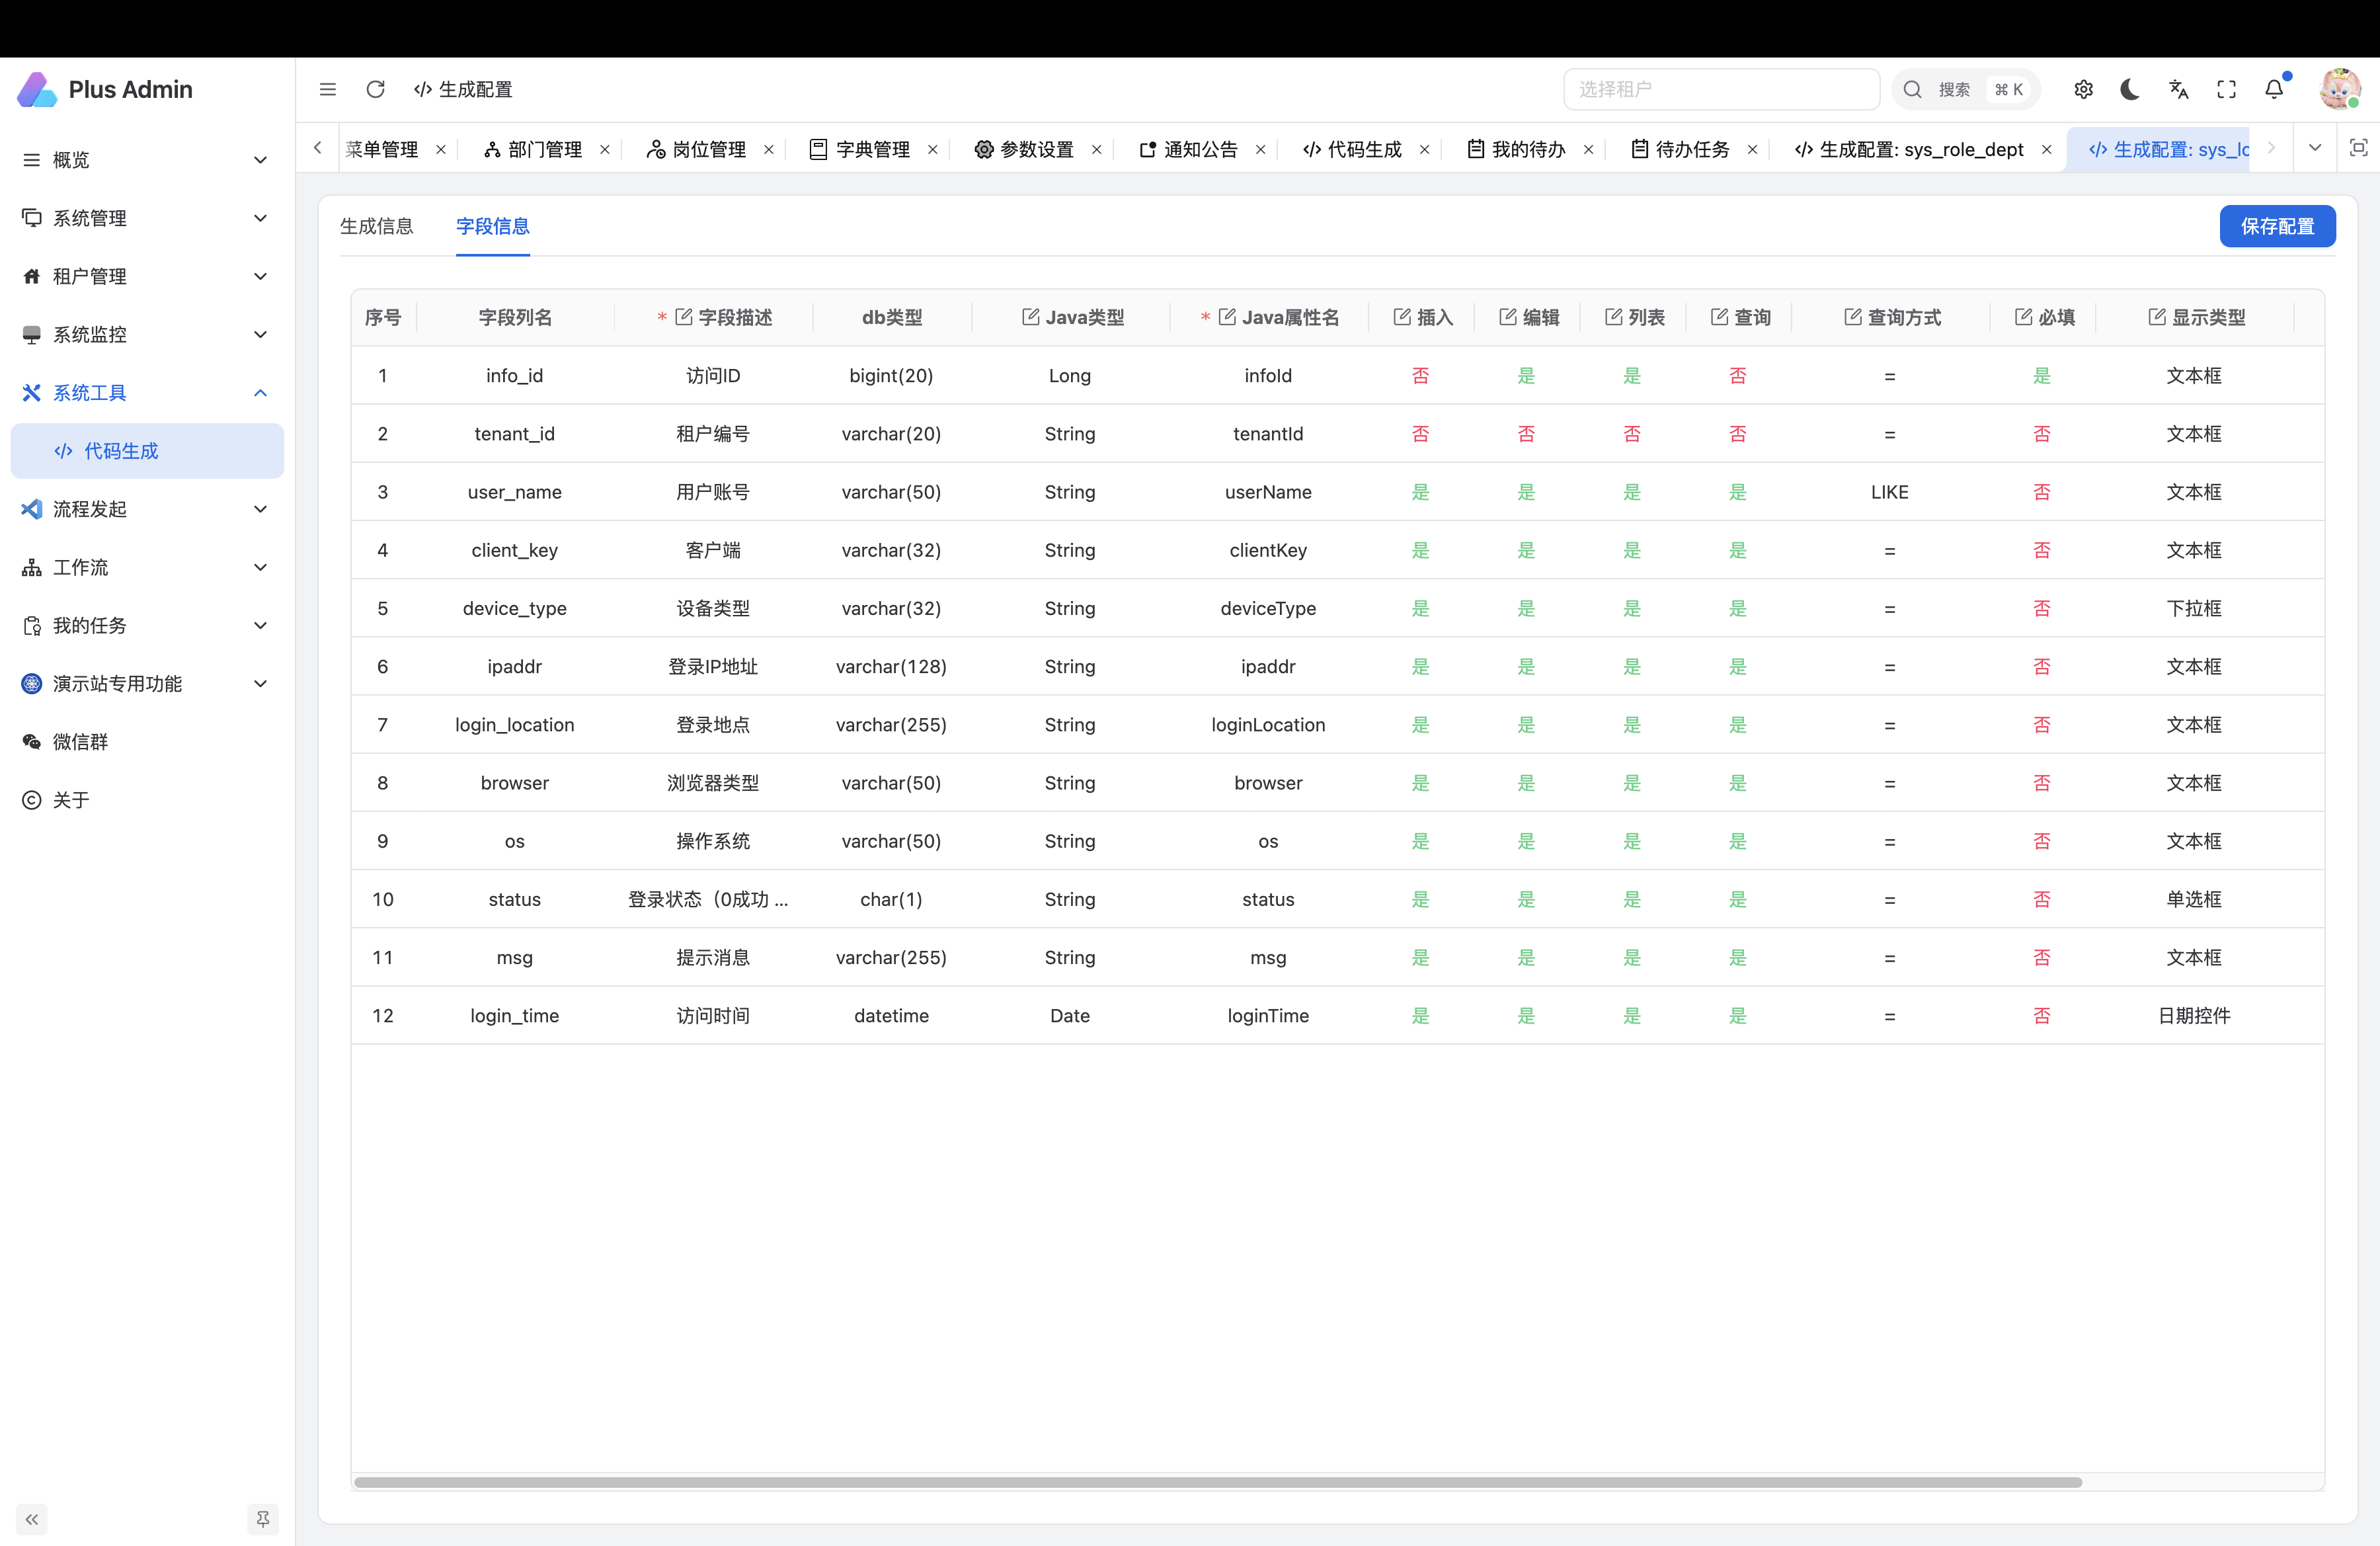 Plus Admin
概览
系统管理
租户管理
系统监控
系统工具
代码生成
流程发起
工作流
我的任务
演示站专用功能
微信群
关于
生成配置
选择租户
搜索 ⌘ K
菜单管理 部门管理 岗位管理 字典管理 参数设置 通知公告 代码生成 我的待办 待办任务 生成配置: sys_role_dept 生成配置: sys_lo
生成信息 字段信息 保存配置
序号 字段列名 * 字段描述 db类型 Java类型 * Java属性名 插入 编辑 列表 查询 查询方式 必填 显示类型
1 info_id 访问ID bigint(20) Long infoId 否 是 是 否 = 是 文本框
2 tenant_id 租户编号 varchar(20) String tenantId 否 否 否 否 = 否 文本框
3 user_name 用户账号 varchar(50) String userName 是 是 是 是 LIKE 否 文本框
4 client_key 客户端 varchar(32) String clientKey 是 是 是 是 = 否 文本框
5 device_type 设备类型 varchar(32) String deviceType 是 是 是 是 = 否 下拉框
6 ipaddr 登录IP地址 varchar(128) String ipaddr 是 是 是 是 = 否 文本框
7 login_location 登录地点 varchar(255) String loginLocation 是 是 是 是 = 否 文本框
8 browser 浏览器类型 varchar(50) String browser 是 是 是 是 = 否 文本框
9 os 操作系统 varchar(50) String os 是 是 是 是 = 否 文本框
10 status 登录状态（0成功 ... char(1) String status 是 是 是 是 = 否 单选框
11 msg 提示消息 varchar(255) String msg 是 是 是 是 = 否 文本框
12 login_time 访问时间 datetime Date loginTime 是 是 是 是 = 否 日期控件